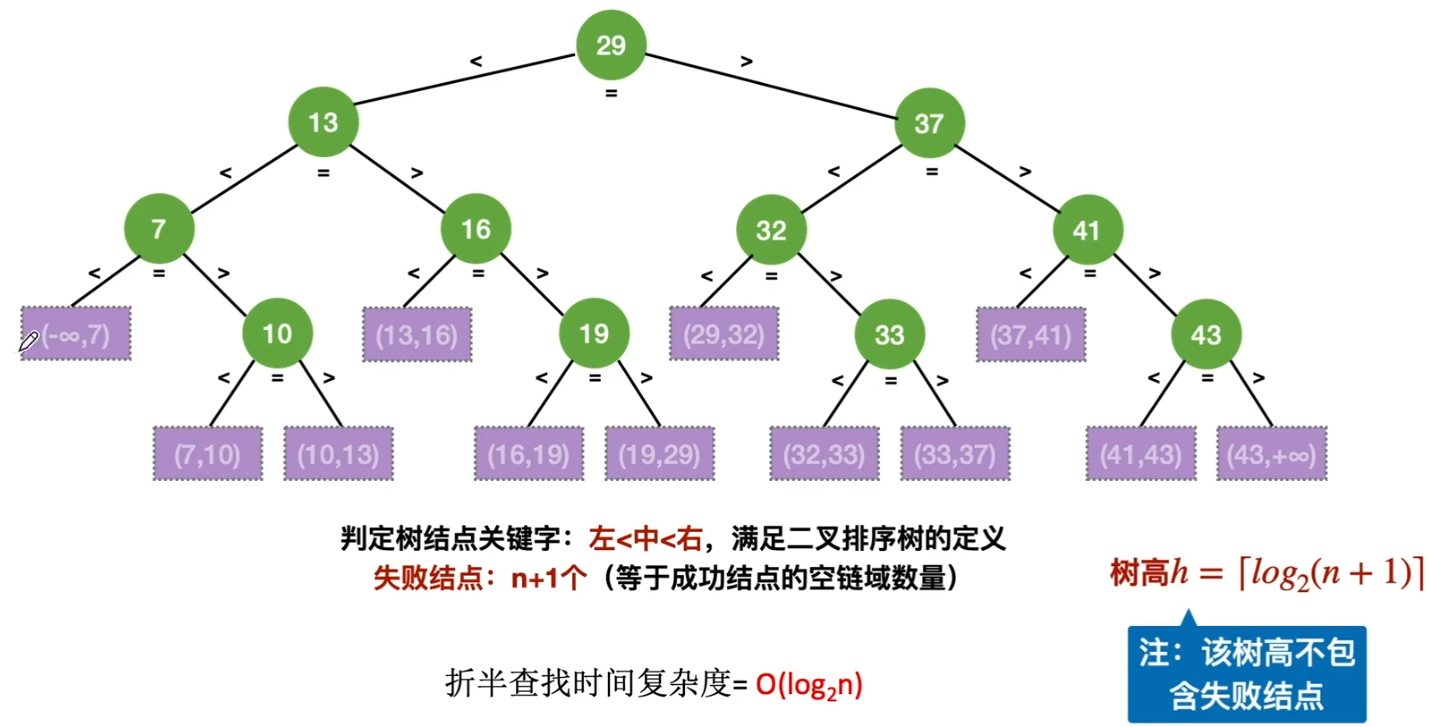 29
< >
=
13 37
< = > < = >
7 16 32 41
< = > < = > < = > < = >
(-∞,7) 10 (13,16) 19 (29,32) 33 (37,41) 43
< = > < = > < = > < = >
(7,10) (10,13) (16,19) (19,29) (32,33) (33,37) (41,43) (43,+∞)
判定树结点关键字：左<中<右，满足二叉排序树的定义
失败结点：n+1个（等于成功结点的空链域数量）
树高h = ⌈log₂(n + 1)⌉
注：该树高不包
含失败结点
折半查找时间复杂度= O(log₂n)